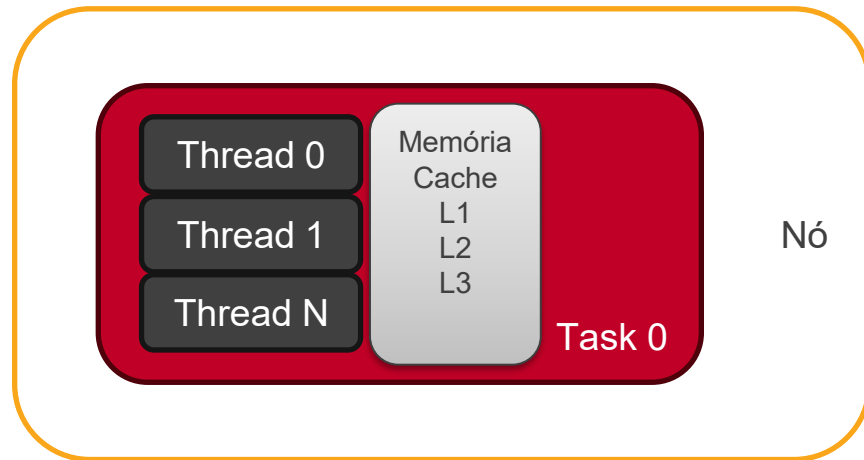 Thread 0
Thread 1
Thread N
Memória
Cache
L1
L2
L3
Task 0
Nó